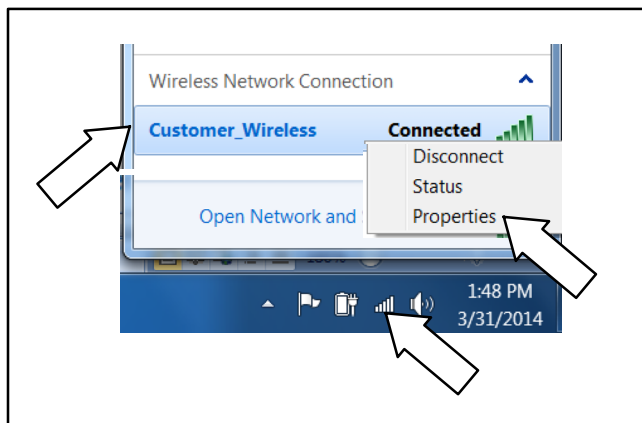 Wireless Network Connection
Customer_Wireless Connected
Disconnect
Status
Open Network and
Properties
1:48 PM
3/31/2014